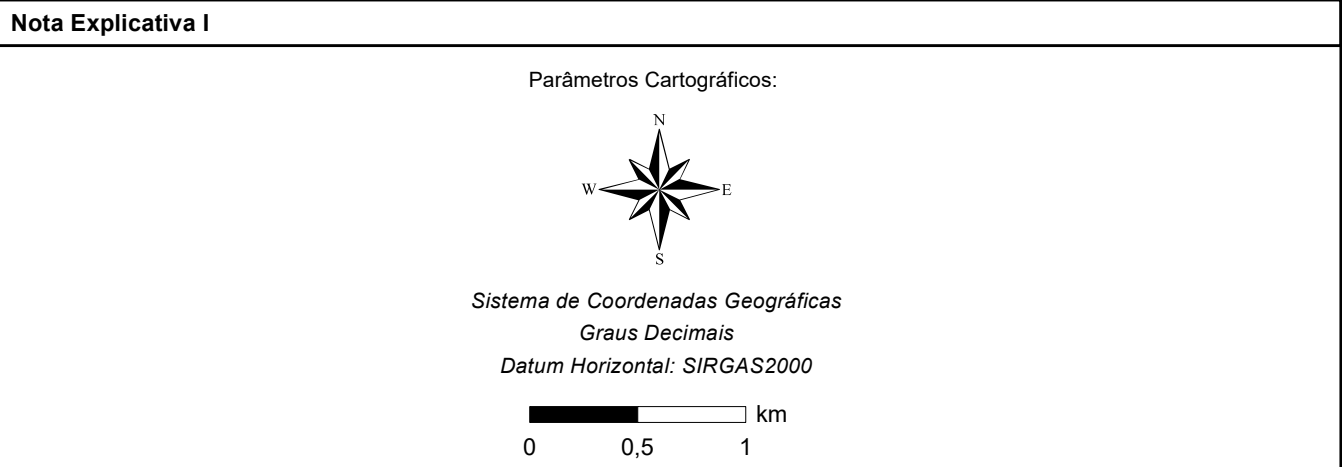 Nota Explicativa I
Parâmetros Cartográficos:
N
W E
S
Sistema de Coordenadas Geográficas
Graus Decimais
Datum Horizontal: SIRGAS2000
km
0 0,5 1